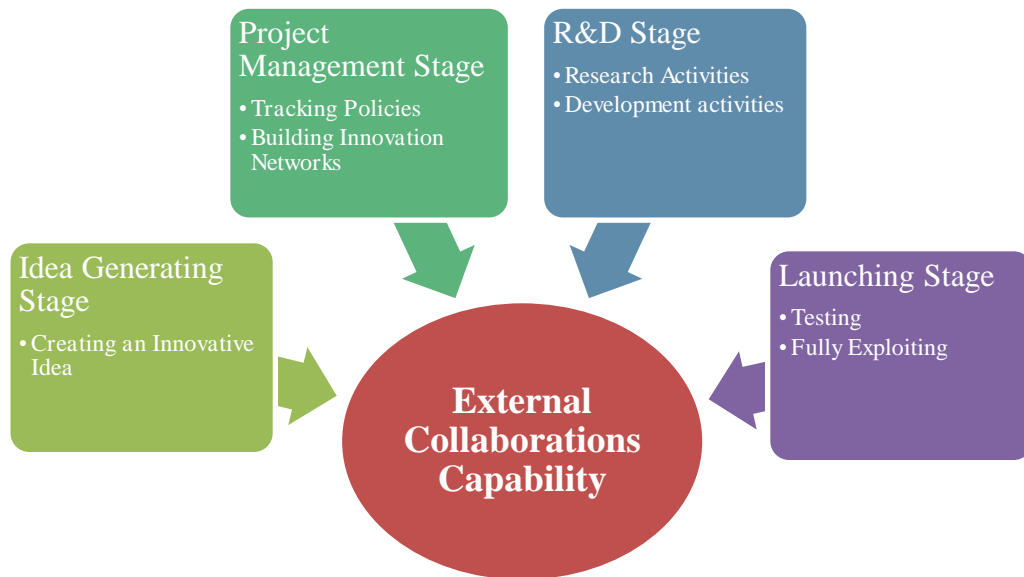 Project
Management Stage
• Tracking Policies
• Building Innovation
Networks
R&D Stage
• Research Activities
• Development activities
Idea Generating
Stage
• Creating an Innovative
Idea
Launching Stage
• Testing
• Fully Exploiting
External
Collaborations
Capability